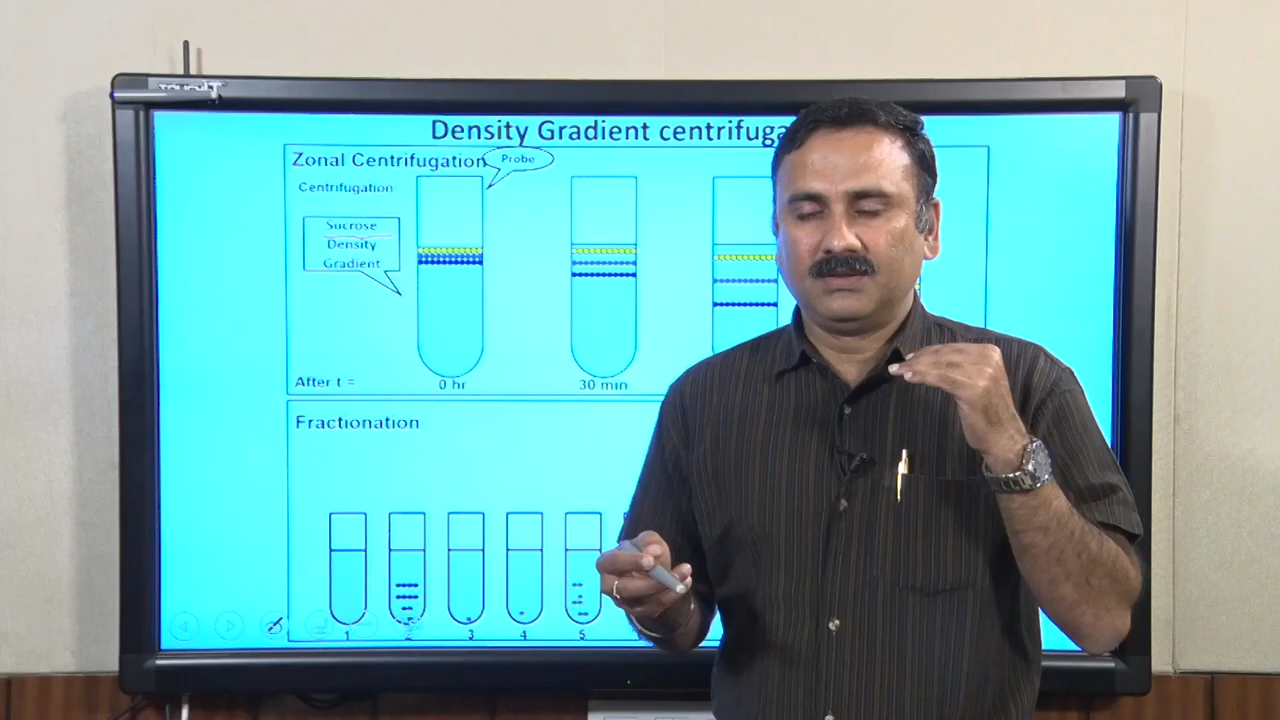 Density Gradient centrifuga
Zonal Centrifugation
Probe
Centrifugation
Sucrose
Density
Gradient
After t =
0 hr
30 min
Fractionation
1
2
3
4
5